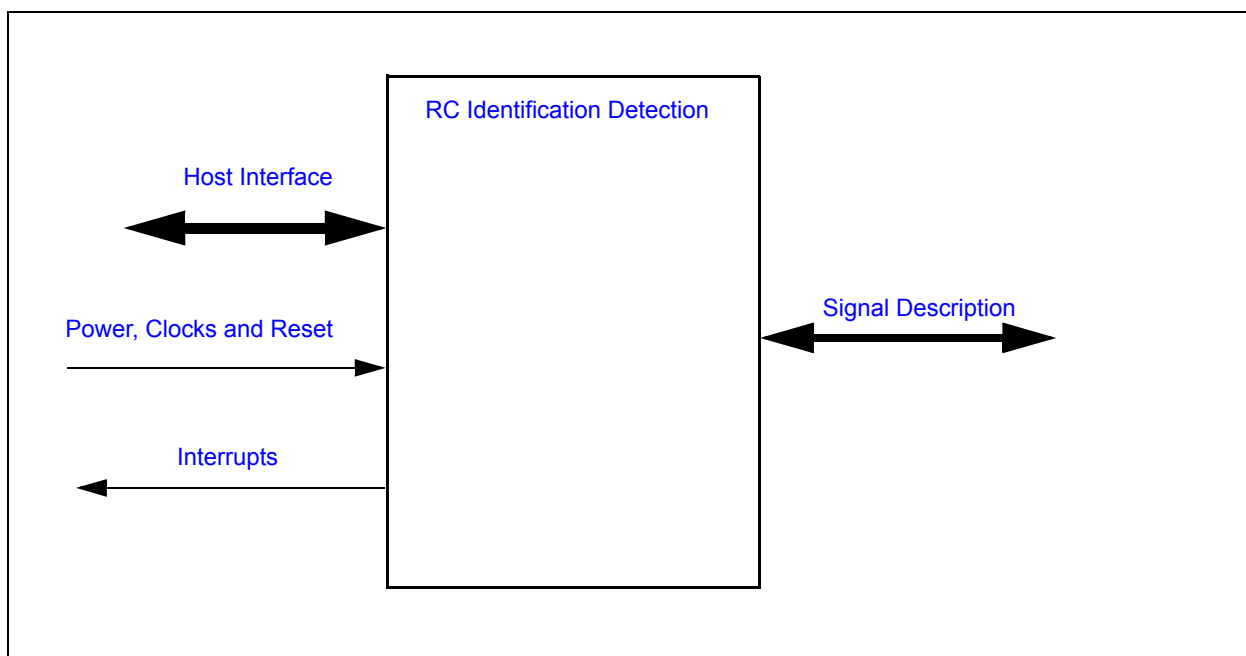 RC Identification Detection
Host Interface
Signal Description
Power, Clocks and Reset
Interrupts